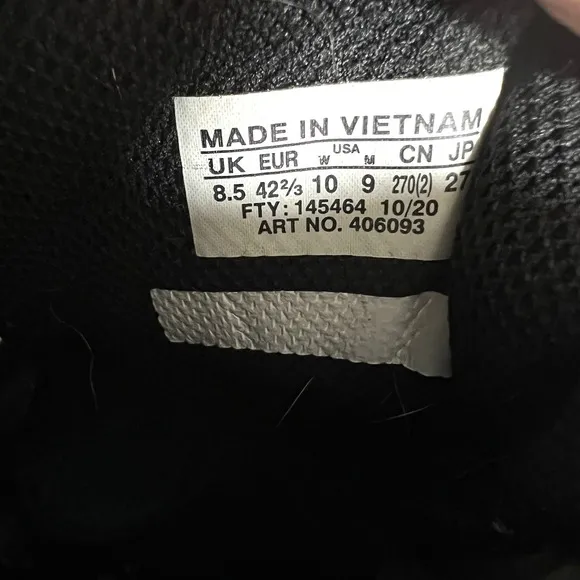 MADE IN VIETNAM
USA
UK EUR W M CN JP
8.5 42⅔ 10 9 270(2) 27
FTY: 145464 10/20
ART NO. 406093